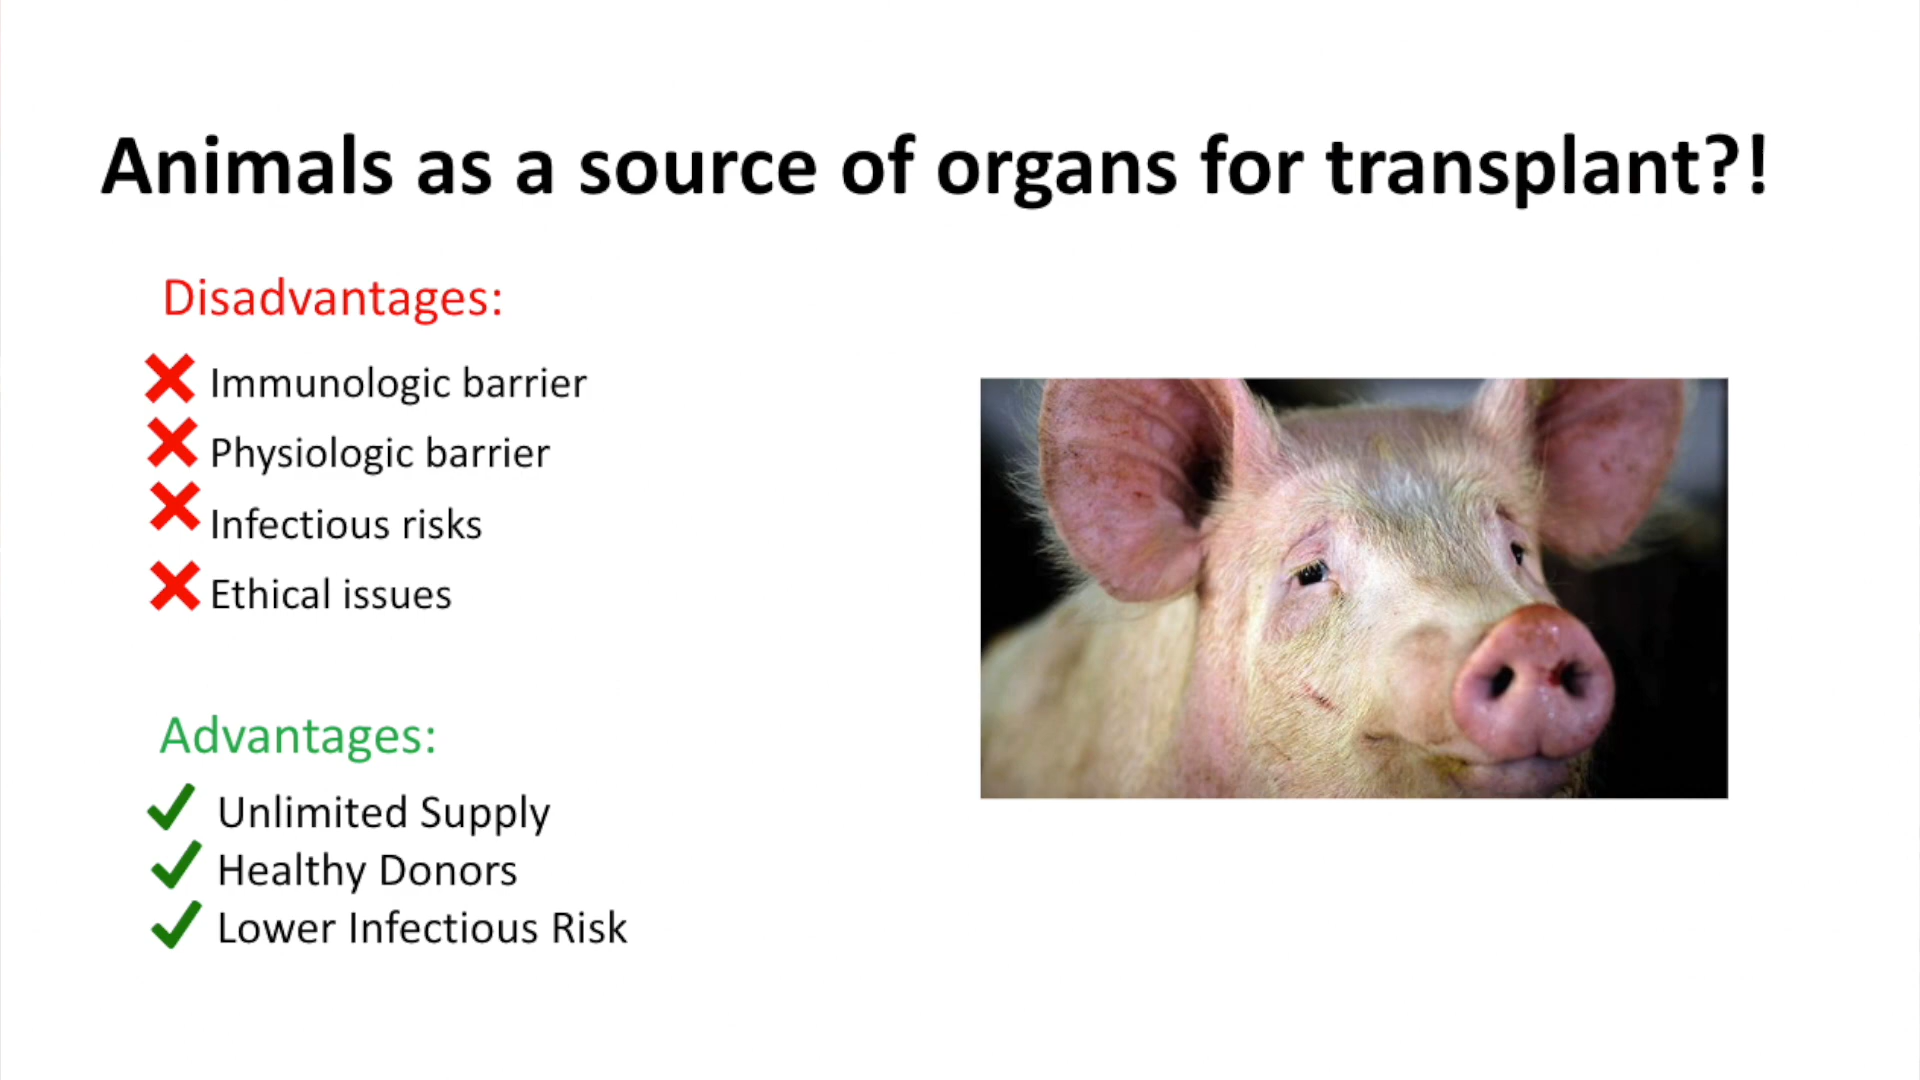 Animals as a source of organs for transplant?!
Disadvantages:
Immunologic barrier
Physiologic barrier
Infectious risks
Ethical issues
Advantages:
Unlimited Supply
Healthy Donors
Lower Infectious Risk